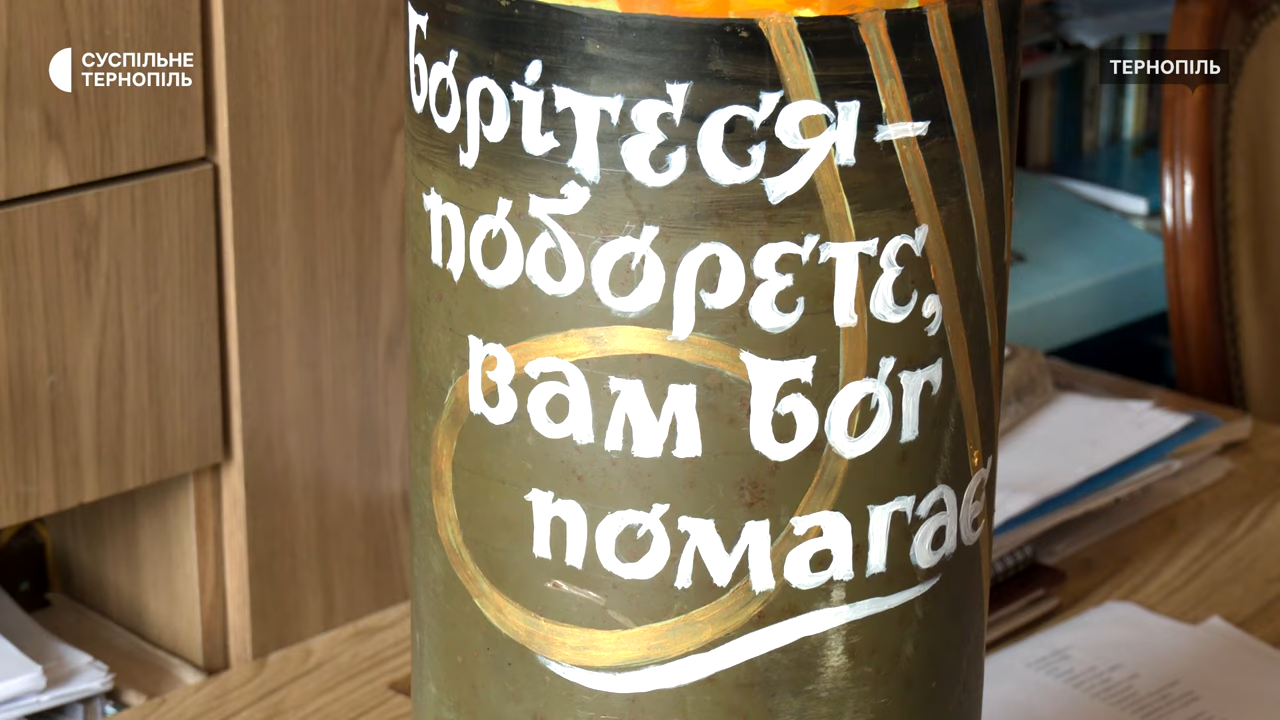 СУСПІЛЬНЕ
ТЕРНОПІЛЬ
ТЕРНОПІЛЬ
Борітеся-
поборете,
вам Бог
помагає